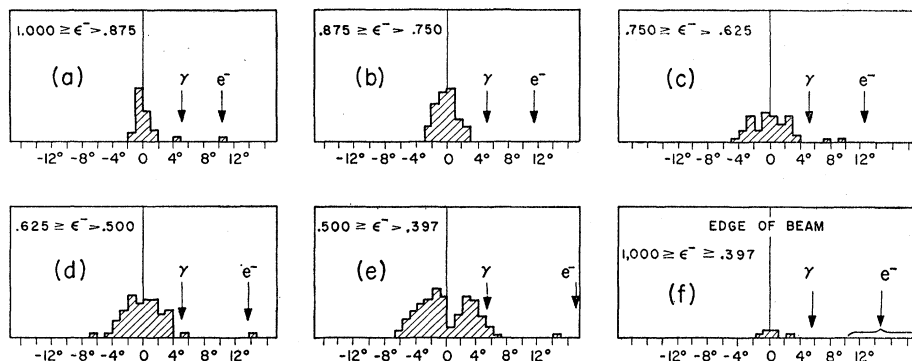 1.000 ≥ ϵ⁻ > .875
(a)
γ
e⁻
-12° -8° -4° 0 4° 8° 12°
.875 ≥ ϵ⁻ > .750
(b)
γ
e⁻
-12° -8° -4° 0 4° 8° 12°
.750 ≥ ϵ⁻ > .625
(c)
γ
e⁻
-12° -8° -4° 0 4° 8° 12°
.625 ≥ ϵ⁻ > .500
(d)
γ
e⁻
-12° -8° -4° 0 4° 8° 12°
.500 ≥ ϵ⁻ > .397
(e)
γ
e⁻
-12° -8° -4° 0 4° 8° 12°
EDGE OF BEAM
1,000 ≥ ϵ⁻ ≥ .397
(f)
γ
e⁻
-12° -8° -4° 0 4° 8° 12°